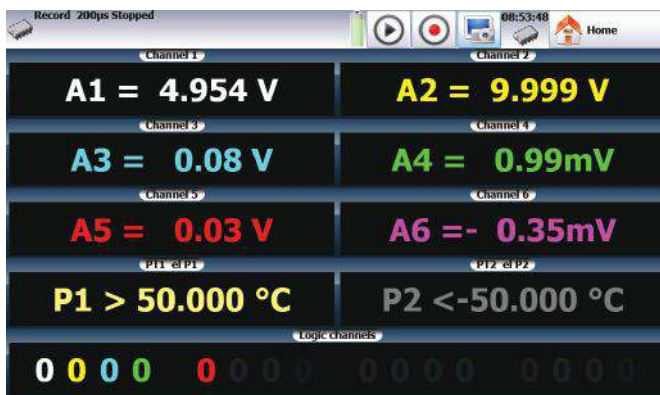 Record 200µs Stopped
08:53:48
Home
Channel 1
Channel 2
A1 = 4.954 V
A2 = 9.999 V
Channel 3
Channel 4
A3 = 0.08 V
A4 = 0.99mV
Channel 5
Channel 6
A5 = 0.03 V
A6 =- 0.35mV
PT1 el P1
PT2 el P2
P1 > 50.000 °C
P2 <-50.000 °C
Logic channels
0 0 0 0 0 0 0 0 0 0 0 0 0 0 0 0